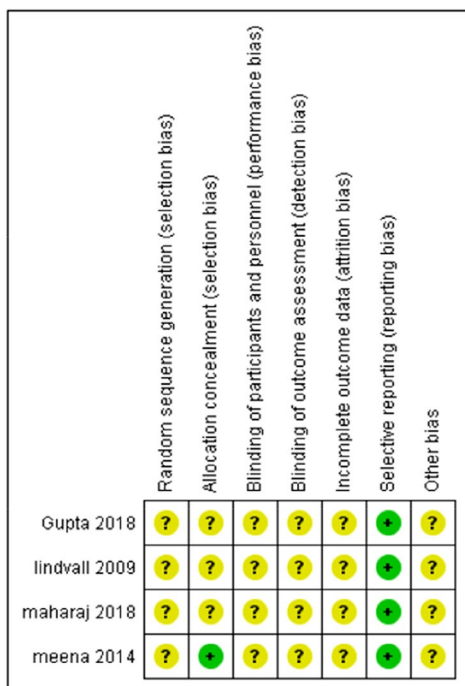 Random sequence generation (selection bias)
Allocation concealment (selection bias)
Blinding of participants and personnel (performance bias)
Blinding of outcome assessment (detection bias)
Incomplete outcome data (attrition bias)
Selective reporting (reporting bias)
Other bias
Gupta 2018 ? ? ? ? ? + ?
lindvall 2009 ? ? ? ? ? + ?
maharaj 2018 ? ? ? ? ? + ?
meena 2014 ? + ? ? ? + ?